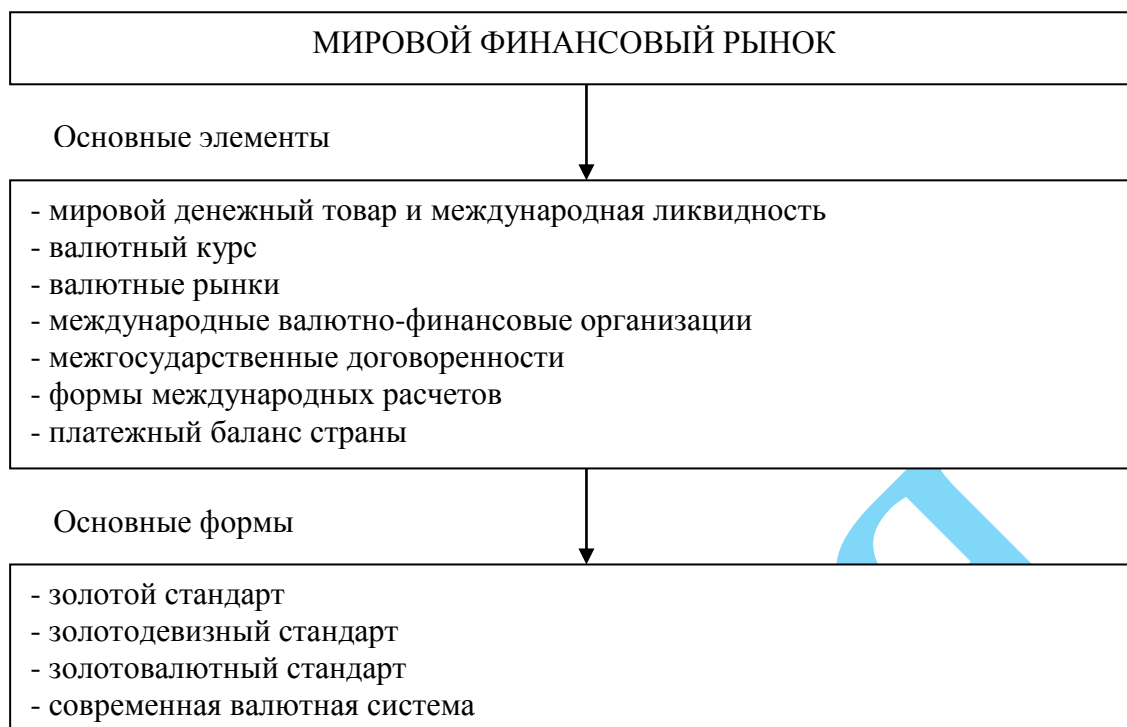 МИРОВОЙ ФИНАНСОВЫЙ РЫНОК
Основные элементы
- мировой денежный товар и международная ликвидность
- валютный курс
- валютные рынки
- международные валютно-финансовые организации
- межгосударственные договоренности
- формы международных расчетов
- платежный баланс страны
Основные формы
- золотой стандарт
- золотодевизный стандарт
- золотовалютный стандарт
- современная валютная система